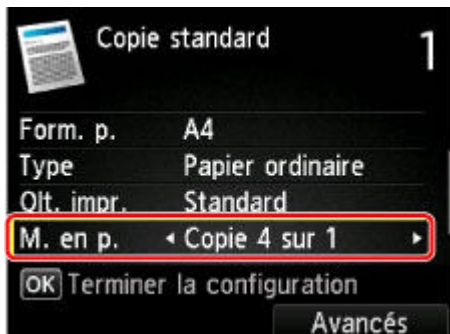 Copie standard
1
Form. p. A4
Type Papier ordinaire
Qlt. impr. Standard
M. en p. Copie 4 sur 1
OK Terminer la configuration
Avancés